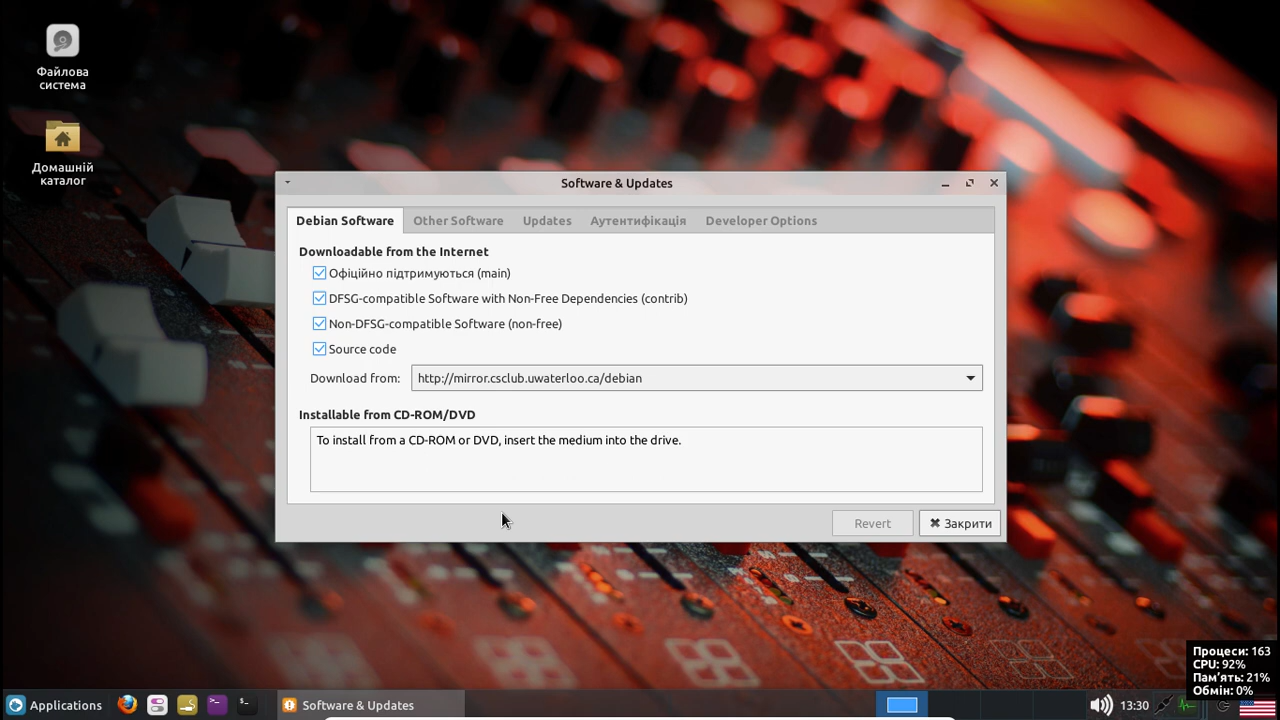 Файлова
система
Домашній
каталог
Software & Updates
Debian Software
Other Software
Updates
Аутентифікація
Developer Options
Downloadable from the Internet
Офіційно підтримуються (main)
DFSG-compatible Software with Non-Free Dependencies (contrib)
Non-DFSG-compatible Software (non-free)
Source code
Download from:
http://mirror.csclub.uwaterloo.ca/debian
Installable from CD-ROM/DVD
To install from a CD-ROM or DVD, insert the medium into the drive.
Revert
Закрити
Процеси: 163
CPU: 92%
Пам'ять: 21%
Обмін: 0%
Applications
Software & Updates
13:30